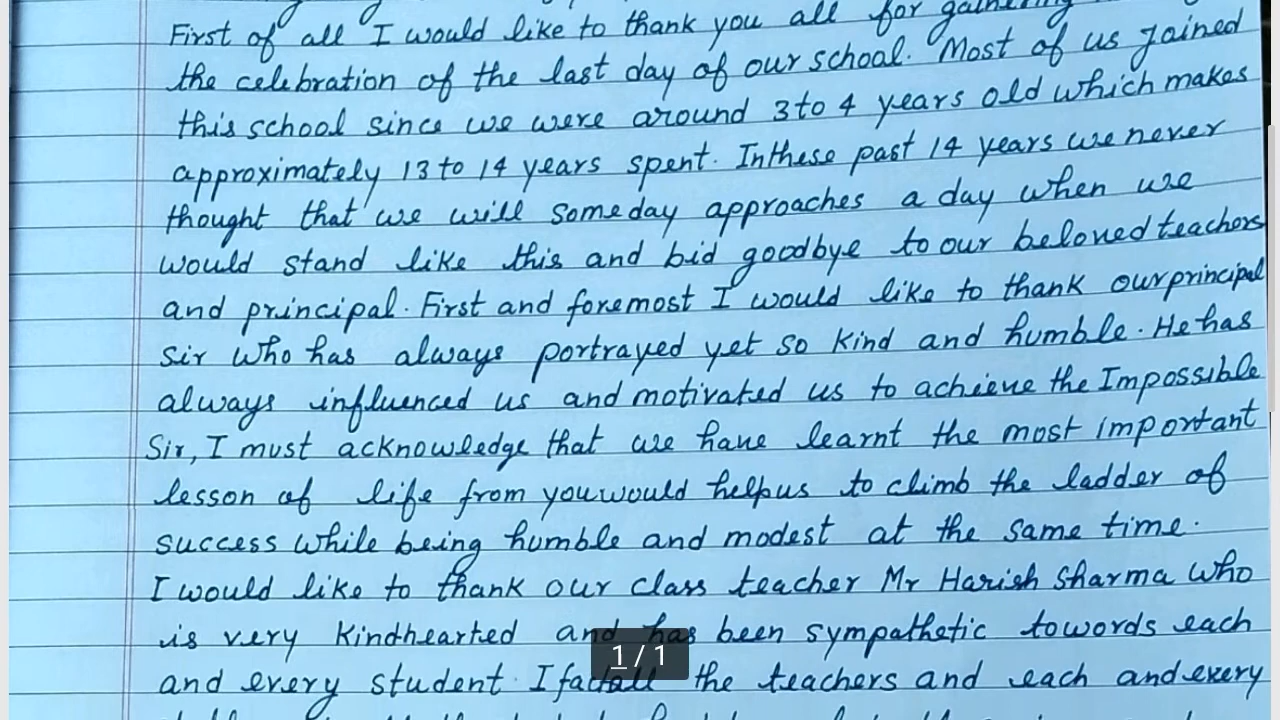 First of all I would like to thank you all for
the celebration of the last day of our school. Most of us joined
this school since we were around 3 to 4 years old which makes
approximately 13 to 14 years spent. In these past 14 years we never
thought that we will someday approaches a day when we
would stand like this and bid goodbye to our beloved teachers
and principal. First and foremost I would like to thank our principal
Sir who has always portrayed yet so kind and humble. He has
always influenced us and motivated us to achieve the Impossible
Sir, I must acknowledge that we have learnt the most important
lesson of life from you would help us to climb the ladder of
success while being humble and modest at the same time.
I would like to thank our class teacher Mr Harish Sharma who
is very Kindhearted and has been sympathetic towords each
and every student. Ifact all the teachers and each and every
1 / 1